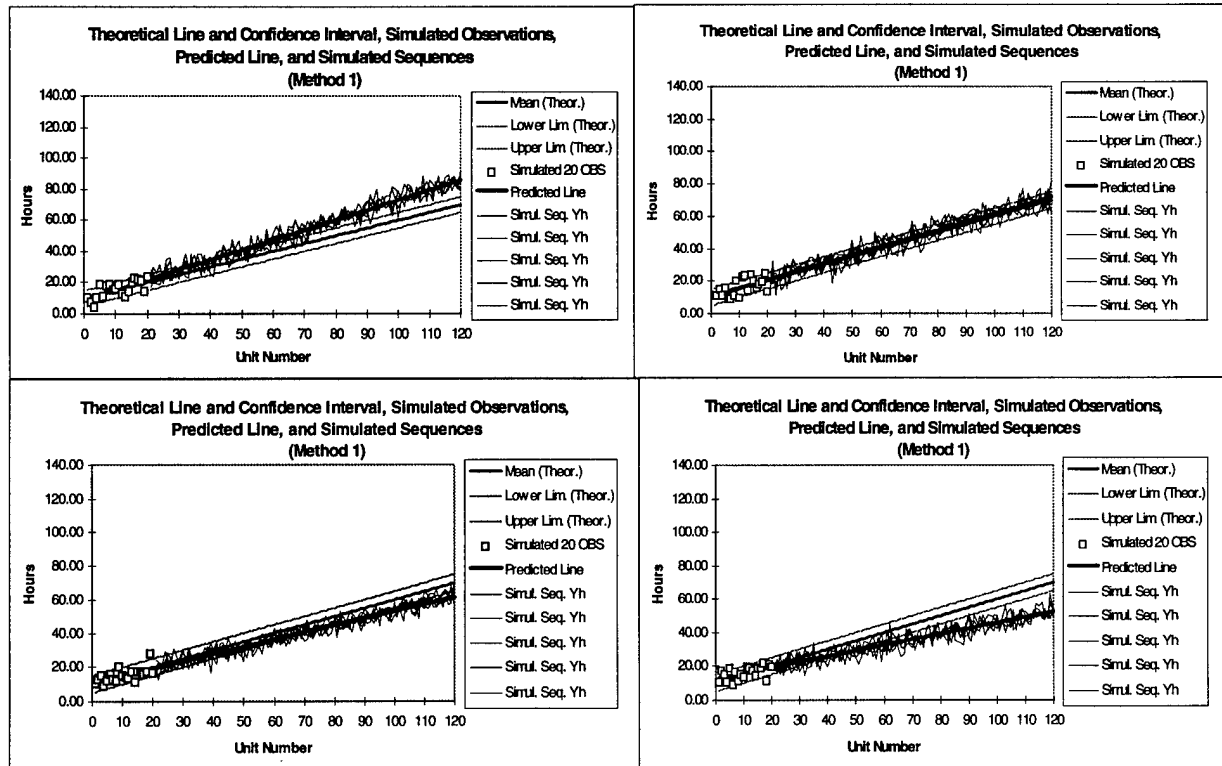 Theoretical Line and Confidence Interval, Simulated Observations,
Predicted Line, and Simulated Sequences
(Method 1)
140.00
120.00
100.00
80.00
60.00
40.00
20.00
0.00
Hours
0 10 20 30 40 50 60 70 80 90 100 110 120
Unit Number
Mean (Theor.)
Lower Lim. (Theor.)
Upper Lim. (Theor.)
Simulated 20 OBS
Predicted Line
Simul. Seq. Yh
Simul. Seq. Yh
Simul. Seq. Yh
Simul. Seq. Yh
Simul. Seq. Yh
Theoretical Line and Confidence Interval, Simulated Observations,
Predicted Line, and Simulated Sequences
(Method 1)
140.00
120.00
100.00
80.00
60.00
40.00
20.00
0.00
Hours
0 10 20 30 40 50 60 70 80 90 100 110 120
Unit Number
Mean (Theor.)
Lower Lim. (Theor.)
Upper Lim. (Theor.)
Simulated 20 OBS
Predicted Line
Simul. Seq. Yh
Simul. Seq. Yh
Simul. Seq. Yh
Simul. Seq. Yh
Simul. Seq. Yh
Theoretical Line and Confidence Interval, Simulated Observations,
Predicted Line, and Simulated Sequences
(Method 1)
140.00
120.00
100.00
80.00
60.00
40.00
20.00
0.00
Hours
0 10 20 30 40 50 60 70 80 90 100 110 120
Unit Number
Mean (Theor.)
Lower Lim. (Theor.)
Upper Lim. (Theor.)
Simulated 20 OBS
Predicted Line
Simul. Seq. Yh
Simul. Seq. Yh
Simul. Seq. Yh
Simul. Seq. Yh
Simul. Seq. Yh
Theoretical Line and Confidence Interval, Simulated Observations,
Predicted Line, and Simulated Sequences
(Method 1)
140.00
120.00
100.00
80.00
60.00
40.00
20.00
0.00
Hours
0 10 20 30 40 50 60 70 80 90 100 110 120
Unit Number
Mean (Theor.)
Lower Lim. (Theor.)
Upper Lim. (Theor.)
Simulated 20 OBS
Predicted Line
Simul. Seq. Yh
Simul. Seq. Yh
Simul. Seq. Yh
Simul. Seq. Yh
Simul. Seq. Yh